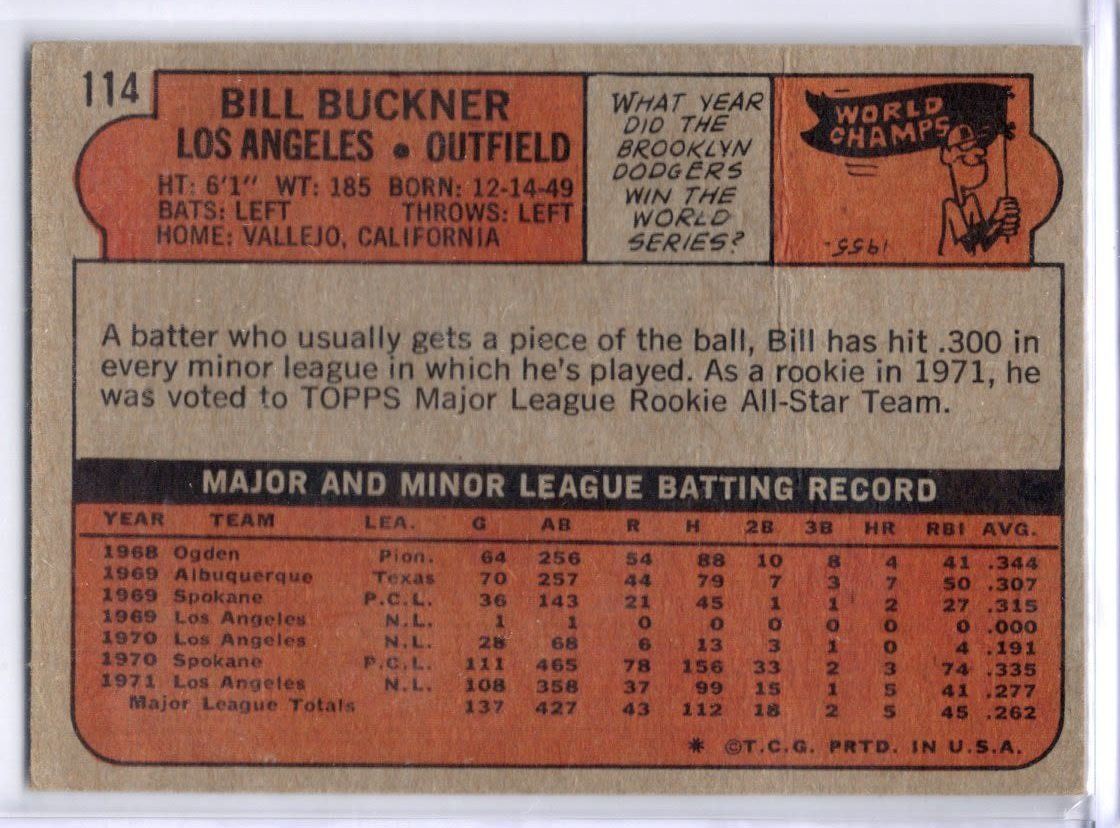 114
BILL BUCKNER
LOS ANGELES • OUTFIELD
HT: 6'1" WT: 185 BORN: 12-14-49
BATS: LEFT THROWS: LEFT
HOME: VALLEJO, CALIFORNIA
WHAT YEAR
DID THE
BROOKLYN
DODGERS
WIN THE
WORLD
SERIES?
WORLD
CHAMPS
1955.
A batter who usually gets a piece of the ball, Bill has hit .300 in
every minor league in which he's played. As a rookie in 1971, he
was voted to TOPPS Major League Rookie All-Star Team.
MAJOR AND MINOR LEAGUE BATTING RECORD
YEAR TEAM LEA. G AB R H 2B 3B HR RBI AVG.
1968 Ogden Pion. 64 256 54 88 10 8 4 41 .344
1969 Albuquerque Texas 70 257 44 79 7 3 7 50 .307
1969 Spokane P.C.L. 36 143 21 45 1 1 2 27 .315
1969 Los Angeles N.L. 1 1 0 0 0 0 0 0 .000
1970 Los Angeles N.L. 28 68 6 13 3 1 0 4 .191
1970 Spokane P.C.L. 111 465 78 156 33 2 3 74 .335
1971 Los Angeles N.L. 108 358 37 99 15 1 5 41 .277
Major League Totals 137 427 43 112 18 2 5 45 .262
* ©T.C.G. PRTD. IN U.S.A.